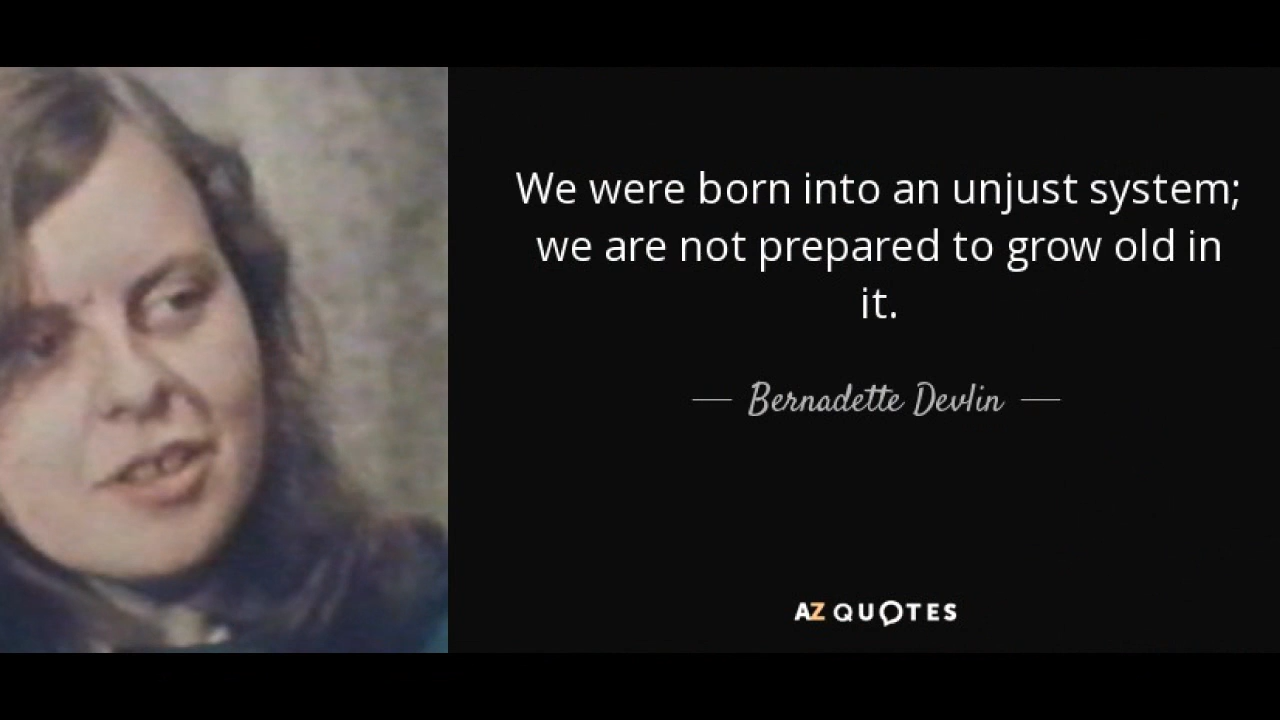 We were born into an unjust system;
we are not prepared to grow old in
it.
Bernadette Devlin
AZ QUOTES